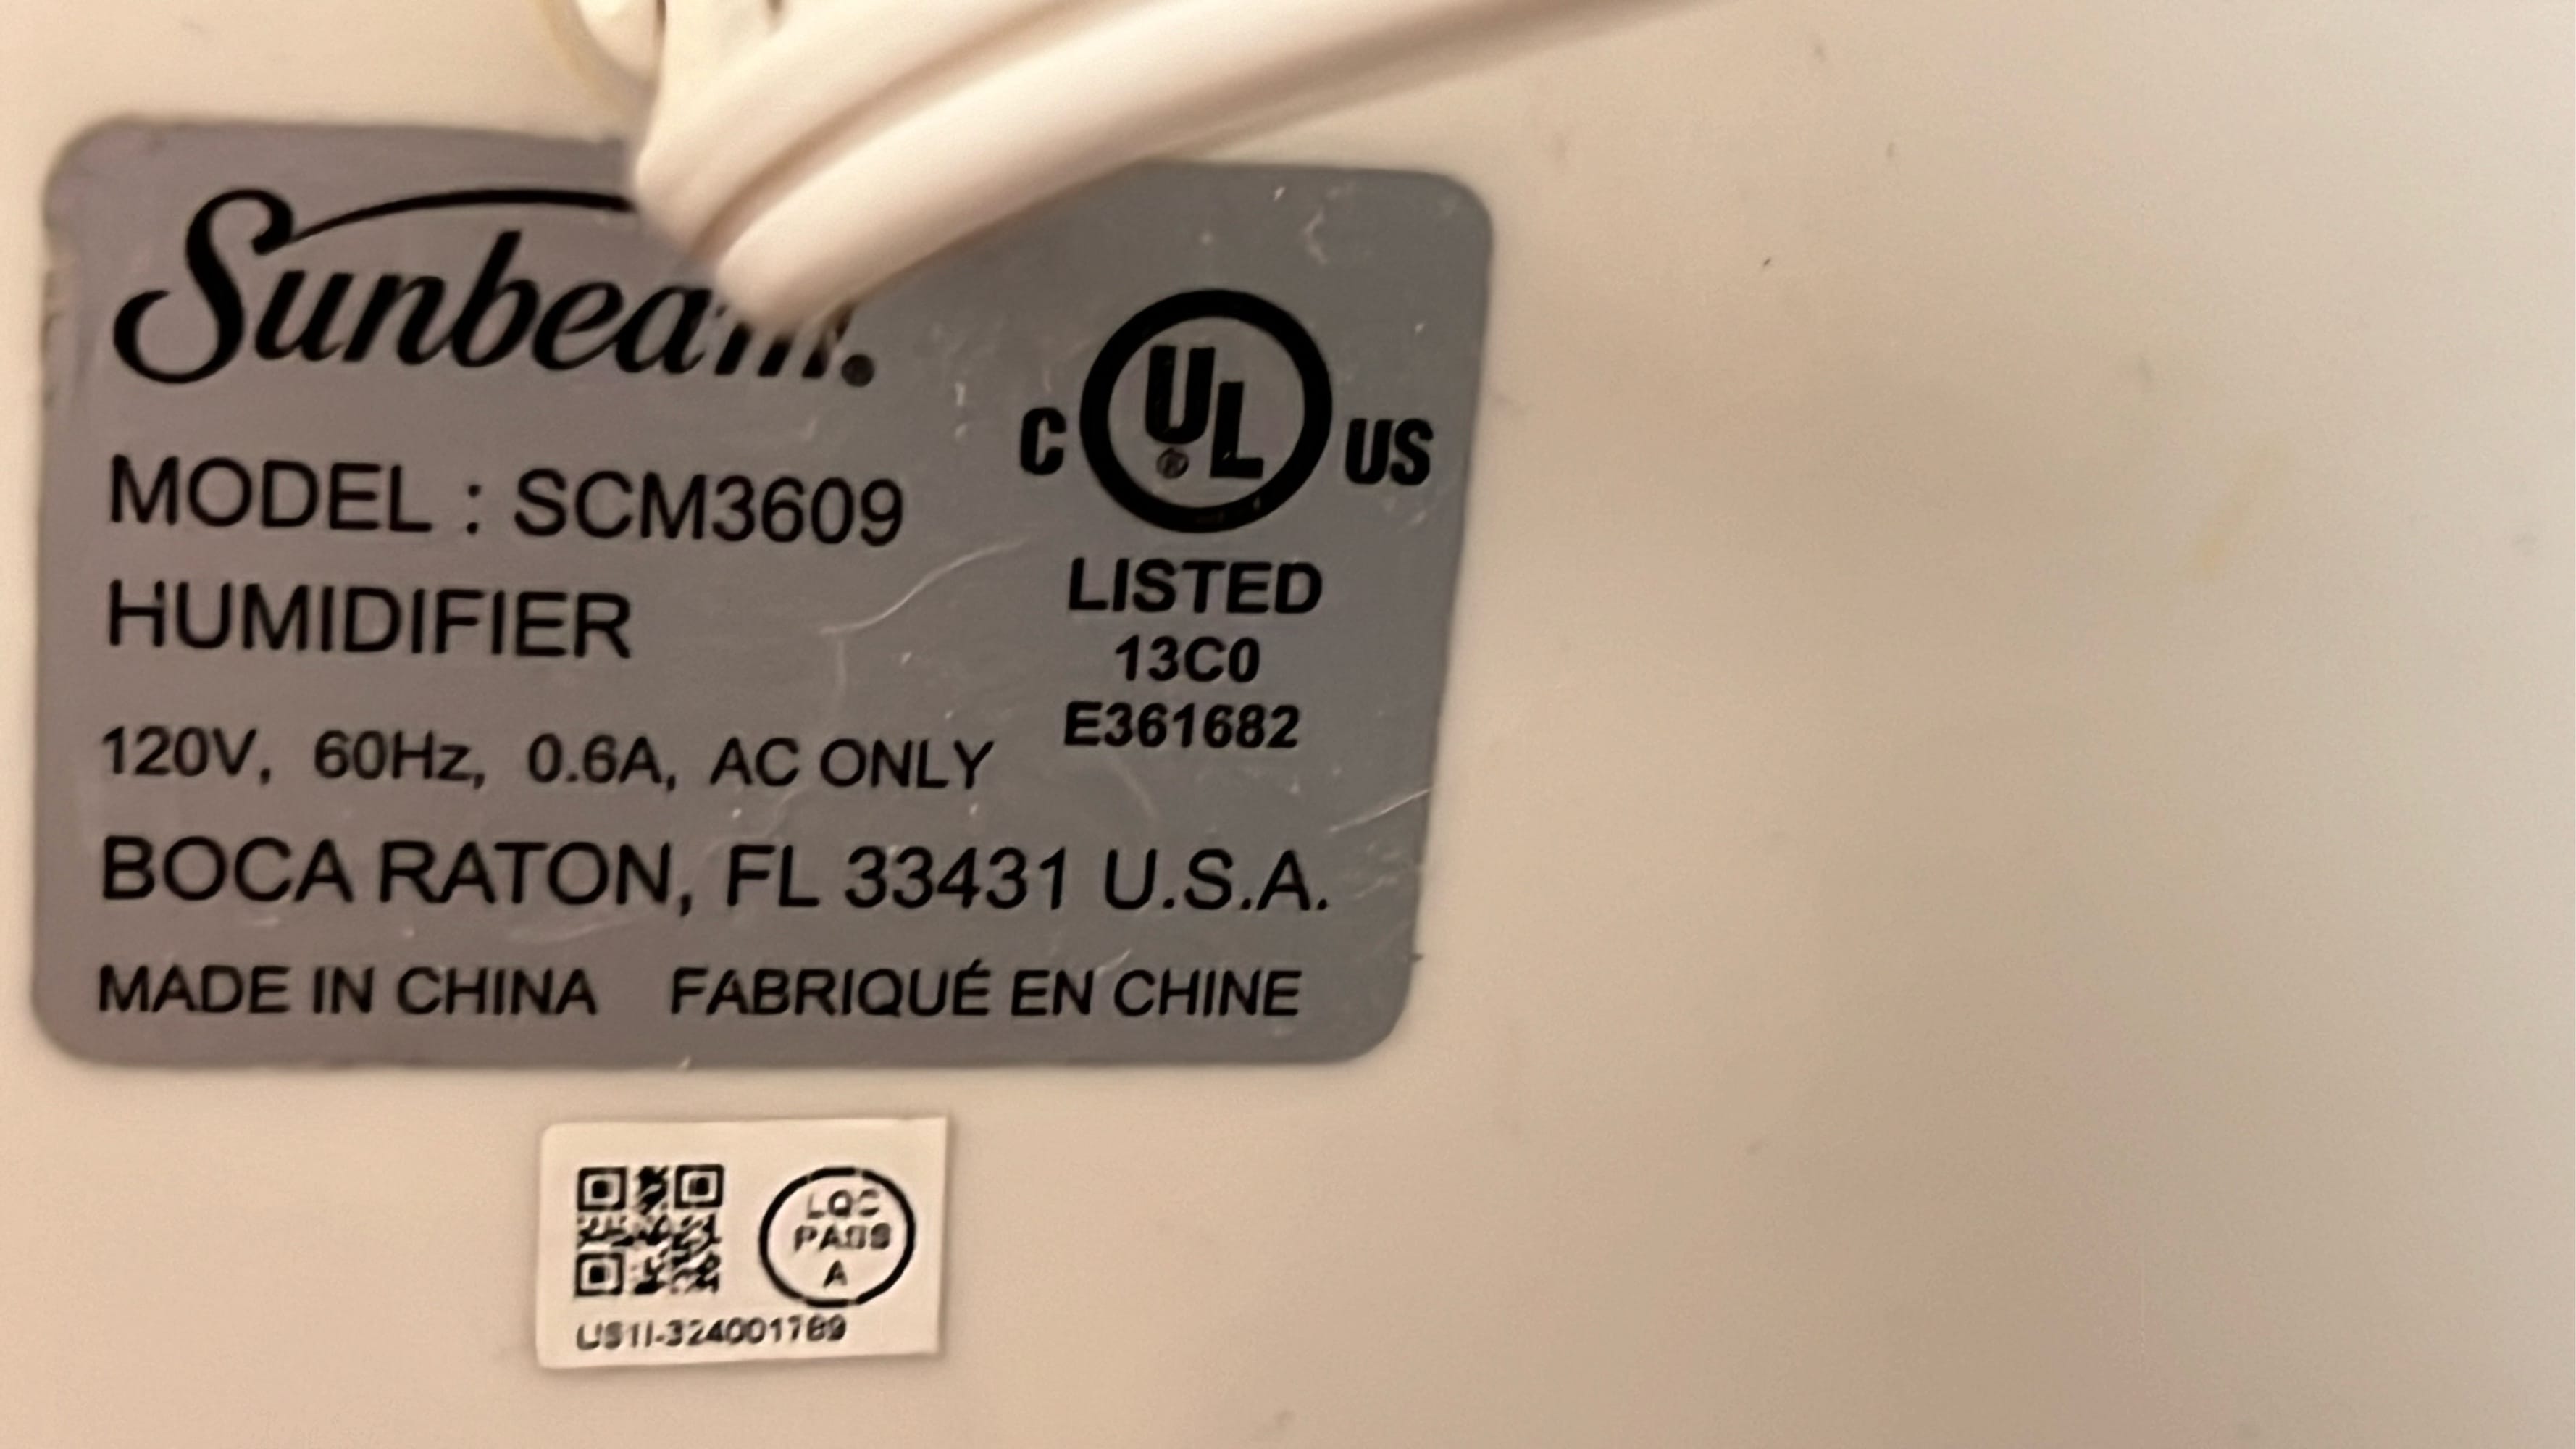 Sunbeam.
MODEL : SCM3609
HUMIDIFIER
120V, 60Hz, 0.6A, AC ONLY
BOCA RATON, FL 33431 U.S.A.
MADE IN CHINA FABRIQUÉ EN CHINE
C UL® US
LISTED
13C0
E361682
PASS
A